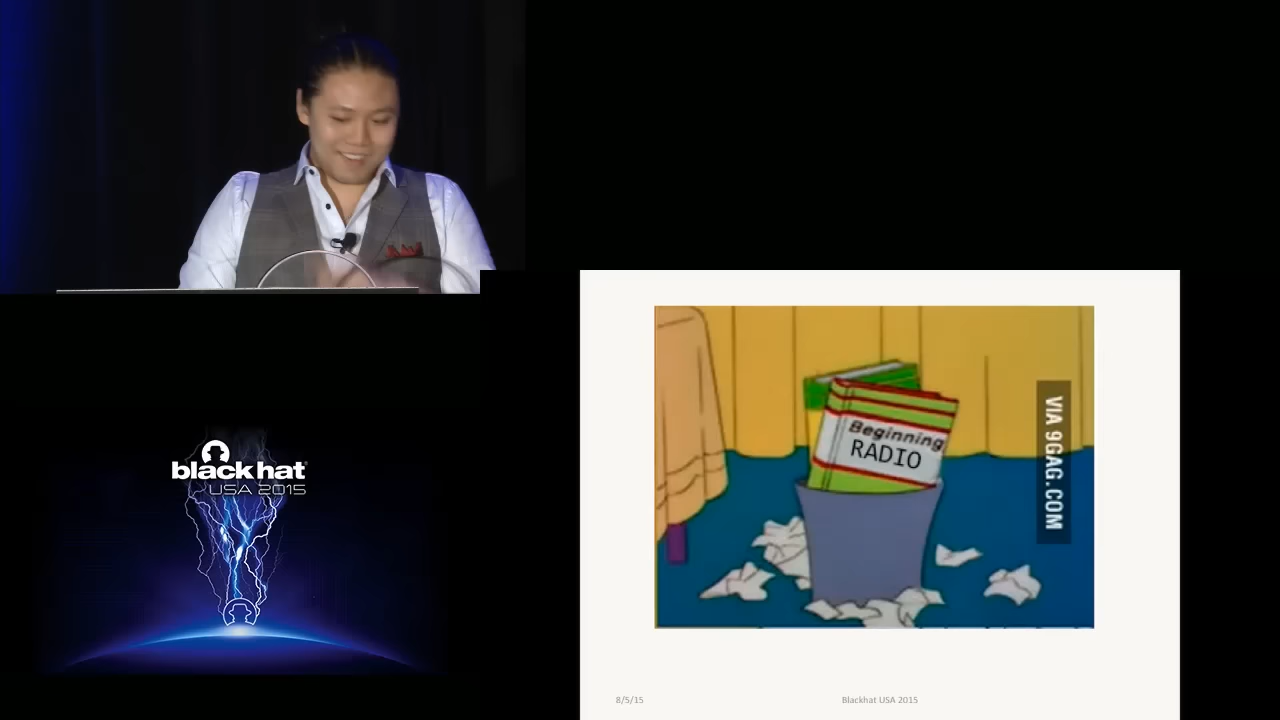 black hat
USA 2015
Beginning
RADIO
VIA 9GAG.COM
8/5/15
Blackhat USA 2015